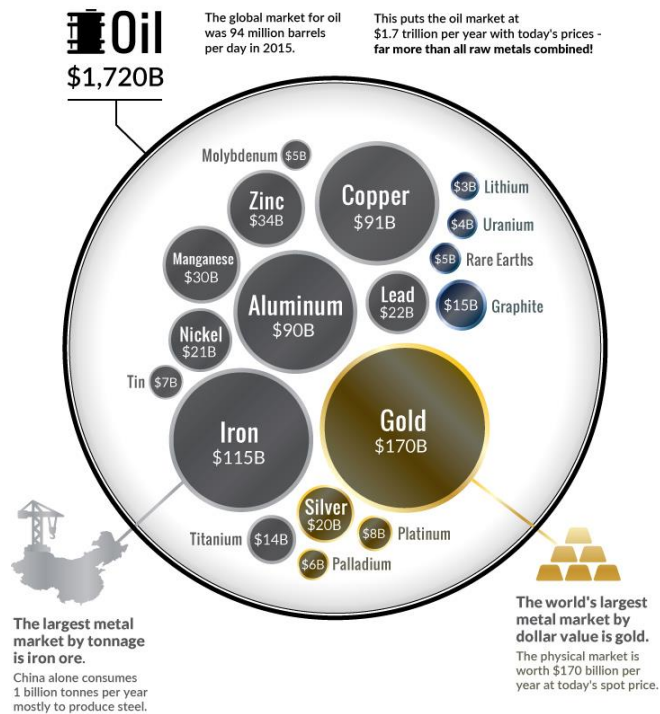 Oil
$1,720B
The global market for oil
was 94 million barrels
per day in 2015.
This puts the oil market at
$1.7 trillion per year with today's prices -
far more than all raw metals combined!
Molybdenum $5B
Zinc
$34B
Copper
$91B
$3B Lithium
$4B Uranium
$5B Rare Earths
$15B Graphite
Manganese
$30B
Aluminum
$90B
Lead
$22B
Nickel
$21B
Tin $7B
Iron
$115B
Gold
$170B
Silver
$20B
Titanium $14B
$8B Platinum
$6B Palladium
The largest metal
market by tonnage
is iron ore.
China alone consumes
1 billion tonnes per year
mostly to produce steel.
The world's largest
metal market by
dollar value is gold.
The physical market is
worth $170 billion per
year at today's spot price.